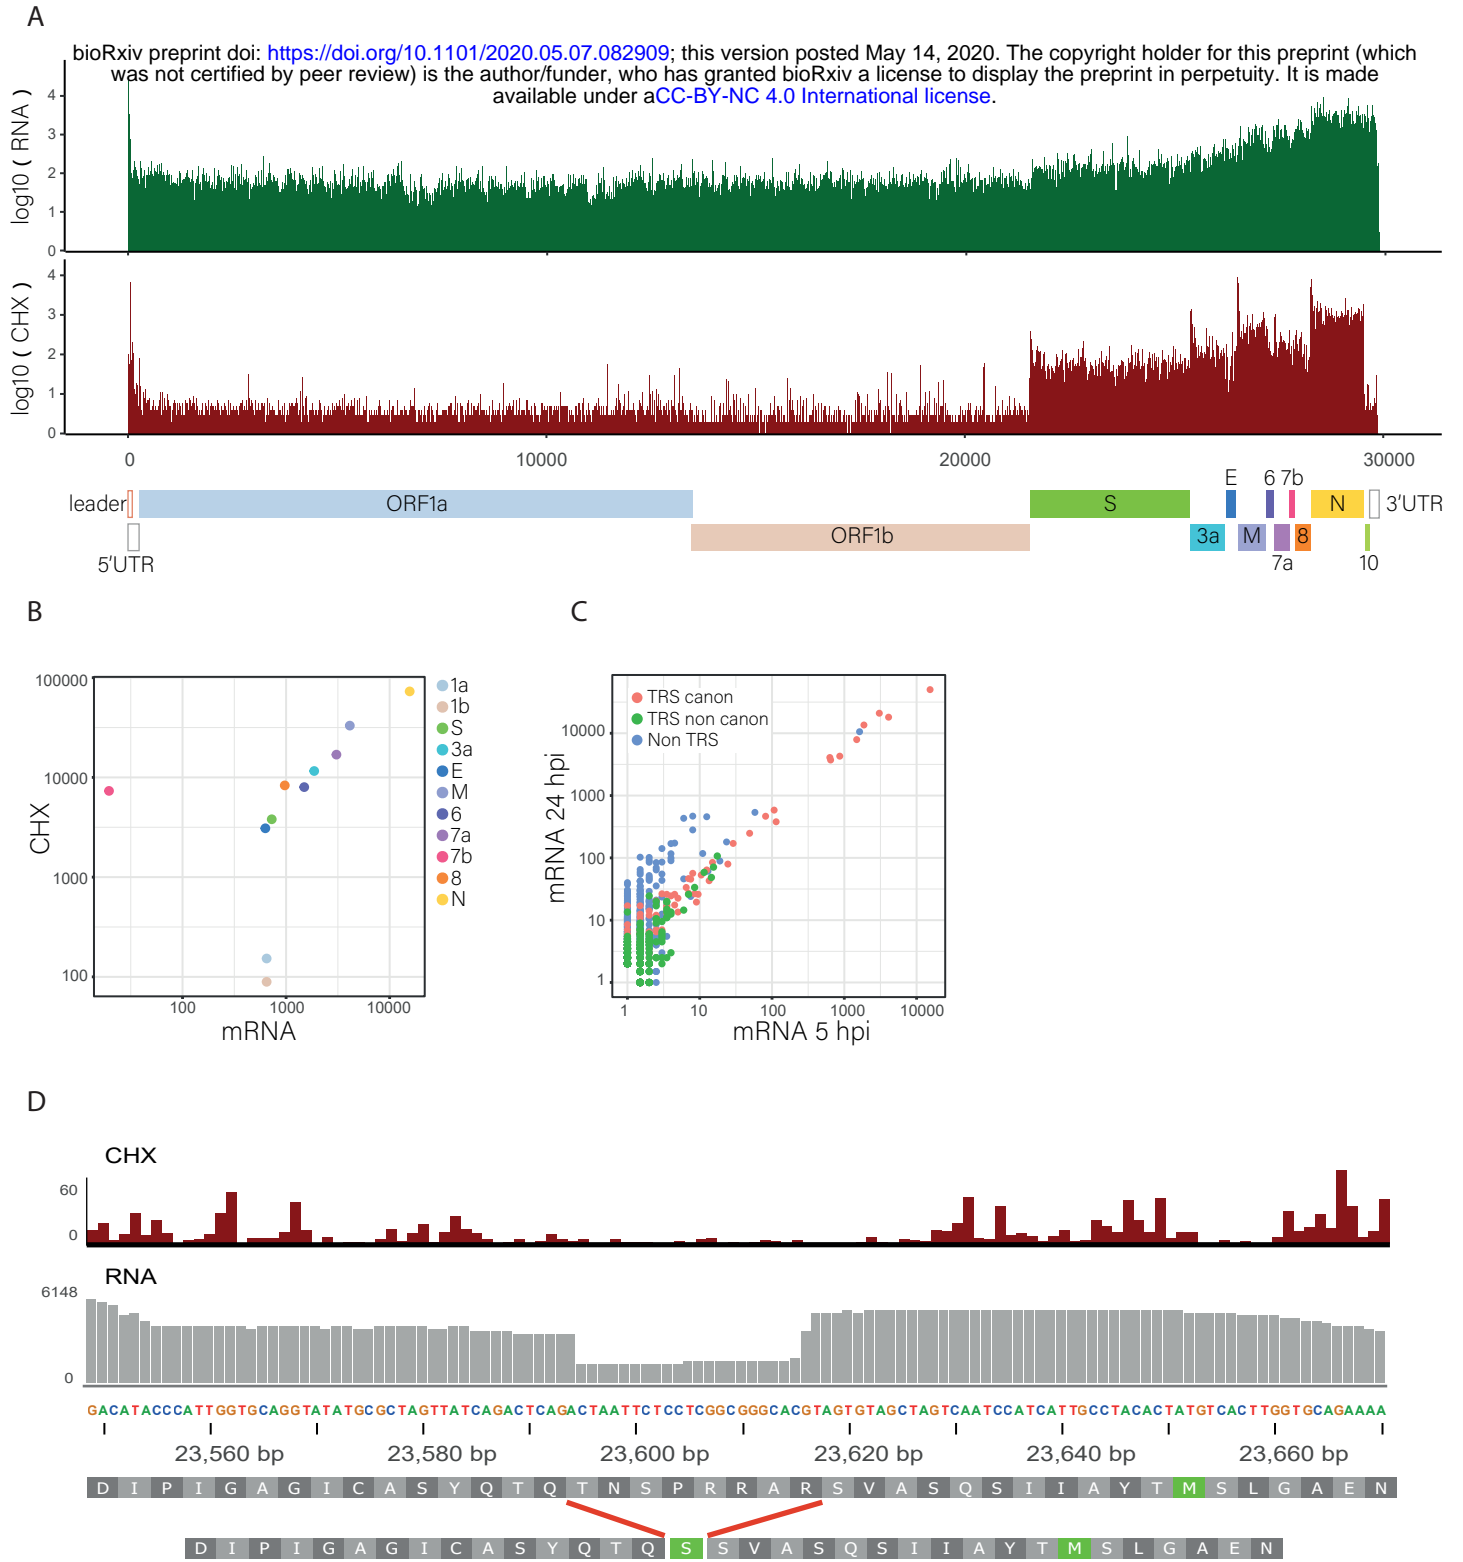 A
bioRxiv preprint doi: https://doi.org/10.1101/2020.05.07.082909; this version posted May 14, 2020. The copyright holder for this preprint (which
was not certified by peer review) is the author/funder, who has granted bioRxiv a license to display the preprint in perpetuity. It is made
available under aCC-BY-NC 4.0 International license.
log10 ( RNA )
4
3
2
1
0
log10 ( CHX )
4
3
2
1
0
0 10000 20000 30000
E 6 7b
leader ORF1a S N 3'UTR
ORF1b 3a M 8
5'UTR 7a 10
B
CHX
100000
10000
1000
100
100 1000 10000
mRNA
1a
1b
S
3a
E
M
6
7a
7b
8
N
C
TRS canon
TRS non canon
Non TRS
mRNA 24 hpi
10000
1000
100
10
1
1 10 100 1000 10000
mRNA 5 hpi
D
CHX
60
0
RNA
6148
0
GACATACCCATTGGTGCAGGTATATGCGCTAGTTATCAGACTCAGACTAATTCTCCTCGGCGGGCACGTAGTGTAGCTAGTCAATCCATCATTGCCTACACTATGTCACTTGGTGCAGAAAA
23,560 bp 23,580 bp 23,600 bp 23,620 bp 23,640 bp 23,660 bp
D I P I G A G I C A S Y Q T Q T N S P R R A R S V A S Q S I I A Y T M S L G A E N
D I P I G A G I C A S Y Q T Q S S V A S Q S I I A Y T M S L G A E N